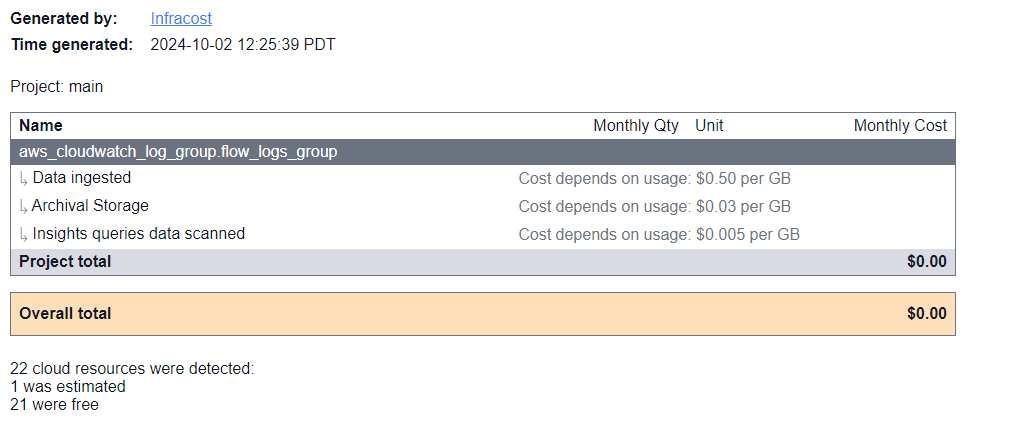 Generated by: Infracost
Time generated: 2024-10-02 12:25:39 PDT
Project: main
Name Monthly Qty Unit Monthly Cost
aws_cloudwatch_log_group.flow_logs_group
↳ Data ingested Cost depends on usage: $0.50 per GB
↳ Archival Storage Cost depends on usage: $0.03 per GB
↳ Insights queries data scanned Cost depends on usage: $0.005 per GB
Project total $0.00
Overall total $0.00
22 cloud resources were detected:
1 was estimated
21 were free